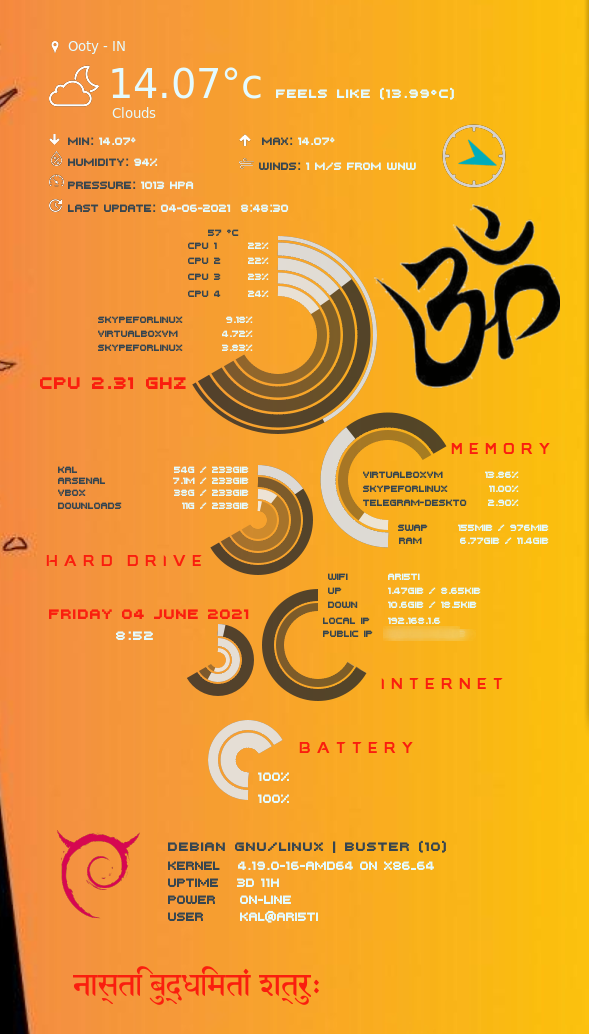 Ooty - IN
14.07°c FEELS LIKE (13.99°C)
Clouds
MIN: 14.07° MAX: 14.07°
HUMIDITY: 94% WINDS: 1 M/S FROM WNW
PRESSURE: 1013 HPA
LAST UPDATE: 04-06-2021 8:48:30
57 °C
CPU 1 22%
CPU 2 22%
CPU 3 23%
CPU 4 24%
ॐ
SKYPEFORLINUX 9.18%
VIRTUALBOXVM 4.72%
SKYPEFORLINUX 3.93%
CPU 2.31 GHZ
MEMORY
VIRTUALBOXVM 13.86%
SKYPEFORLINUX 11.00%
TELEGRAM-DESKTO 2.90%
SWAP 155MIB / 976MIB
RAM 6.77GIB / 11.4GIB
KAL 54G / 233GIB
ARSENAL 7.1M / 233GIB
VBOX 39G / 233GIB
DOWNLOADS 11G / 233GIB
HARD DRIVE
WIFI ARISTI
UP 1.47GIB / 8.65KIB
DOWN 10.6GIB / 18.5KIB
LOCAL IP 192.168.1.6
PUBLIC IP
INTERNET
FRIDAY 04 JUNE 2021
8:52
BATTERY
100%
100%
DEBIAN GNU/LINUX | BUSTER (10)
KERNEL 4.19.0-16-AMD64 ON X86_64
UPTIME 3D 11H
POWER ON-LINE
USER KAL@ARISTI
नास्ति बुद्धिमतां शत्रुः